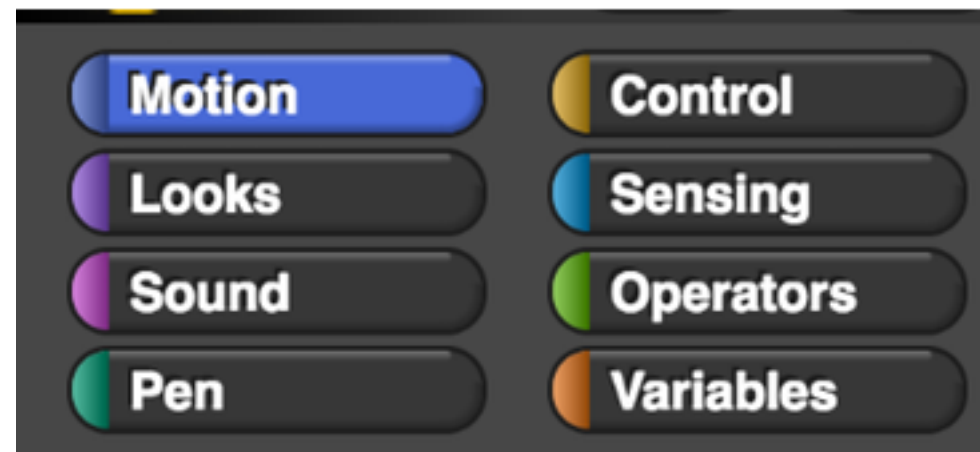 Motion Control
Looks Sensing
Sound Operators
Pen Variables